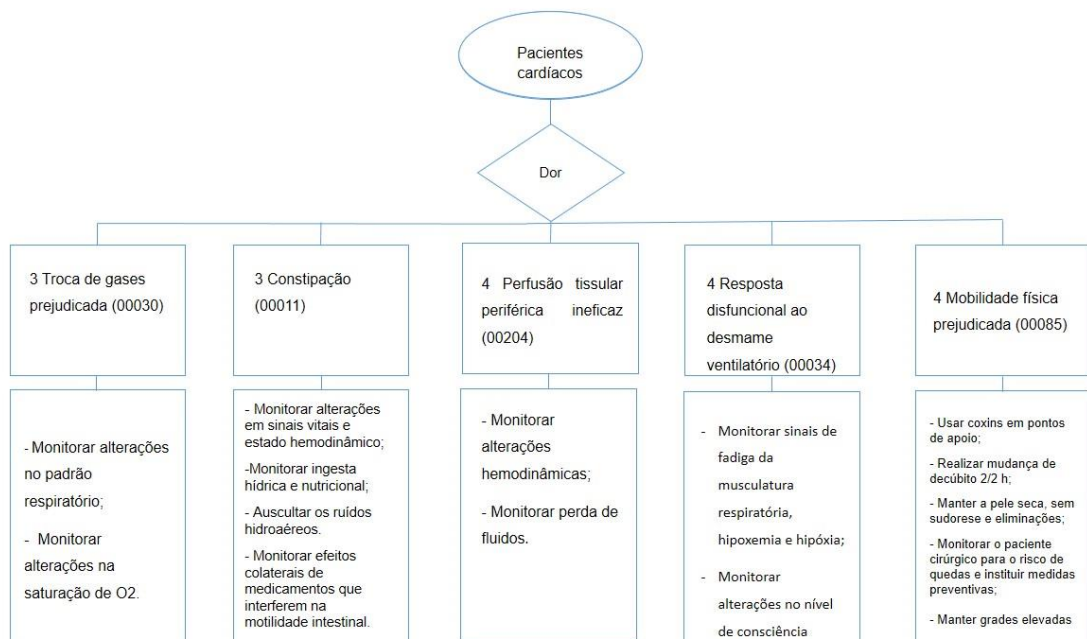 Pacientes
cardíacos
Dor
3 Troca de gases
prejudicada (00030)
3 Constipação
(00011)
4 Perfusão tissular
periférica ineficaz
(00204)
4 Resposta
disfuncional ao
desmame
ventilatório (00034)
4 Mobilidade física
prejudicada (00085)
- Monitorar alterações
no padrão
respiratório;
- Monitorar
alterações na
saturação de O2.
- Monitorar alterações
em sinais vitais e
estado hemodinâmico;
-Monitorar ingesta
hídrica e nutricional;
- Auscultar os ruídos
hidroaéreos.
- Monitorar efeitos
colaterais de
medicamentos que
interferem na
motilidade intestinal.
- Monitorar
alterações
hemodinâmicas;
- Monitorar perda de
fluidos.
- Monitorar sinais de
fadiga da
musculatura
respiratória,
hipoxemia e hipóxia;
- Monitorar
alterações no nível
de consciência
- Usar coxins em pontos
de apoio;
- Realizar mudança de
decúbito 2/2 h;
- Manter a pele seca, sem
sudorese e eliminações;
- Monitorar o paciente
cirúrgico para o risco de
quedas e instituir medidas
preventivas;
- Manter grades elevadas